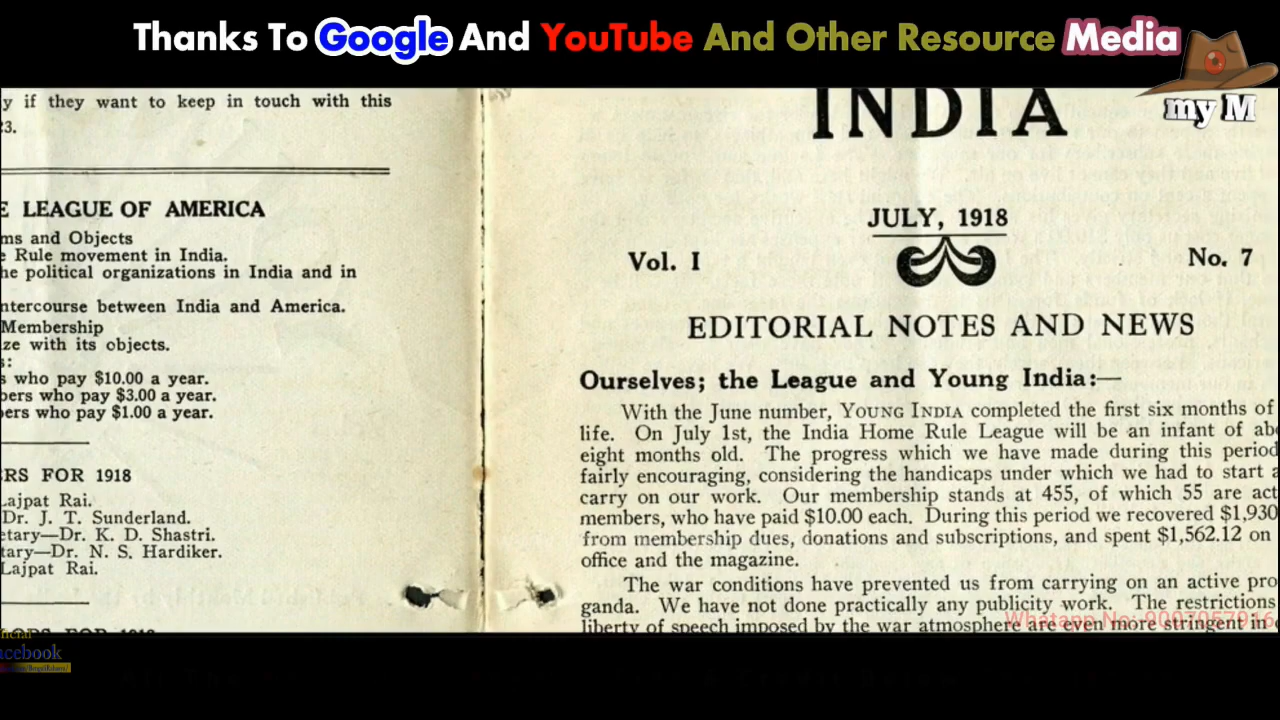 Thanks To Google And YouTube And Other Resource Media
my M
y if they want to keep in touch with this
23.
E LEAGUE OF AMERICA
ms and Objects
e Rule movement in India.
he political organizations in India and in
ntercourse between India and America.
Membership
ze with its objects.
s:
s who pay $10.00 a year.
bers who pay $3.00 a year.
bers who pay $1.00 a year.
RS FOR 1918
Lajpat Rai.
Dr. J. T. Sunderland.
etary—Dr. K. D. Shastri.
tary—Dr. N. S. Hardiker.
Lajpat Rai.
INDIA
JULY, 1918
Vol. I No. 7
EDITORIAL NOTES AND NEWS
Ourselves; the League and Young India:—
With the June number, YOUNG INDIA completed the first six months of
life. On July 1st, the India Home Rule League will be an infant of ab
eight months old. The progress which we have made during this period
fairly encouraging, considering the handicaps under which we had to start a
carry on our work. Our membership stands at 455, of which 55 are act
members, who have paid $10.00 each. During this period we recovered $1,930
from membership dues, donations and subscriptions, and spent $1,562.12 on
office and the magazine.
The war conditions have prevented us from carrying on an active pro
ganda. We have not done practically any publicity work. The restrictions
liberty of speech imposed by the war atmosphere are even more stringent in
Whatapp No: 9007057916
acebook